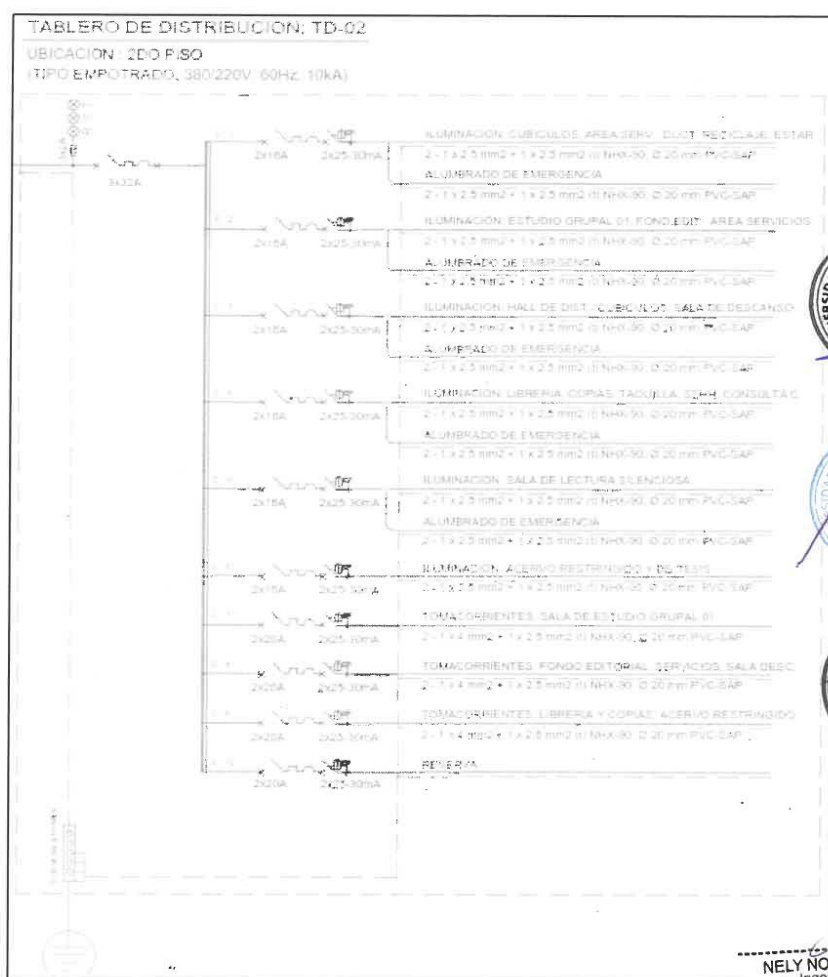 TABLERO DE DISTRIBUCION: TD-02
UBICACION : 2DO PISO
(TIPO EMPOTRADO, 380/220V, 60Hz, 10kA)
3x32A
2x16A 2x25-30mA
ILUMINACION: CUBICULOS, AREA SERV., DUCT. RECICLAJE, ESTAR
2 - 1 x 2.5 mm2 + 1 x 2.5 mm2 (t) NHX-90, Ø 20 mm PVC-SAP
ALUMBRADO DE EMERGENCIA
2 - 1 x 2.5 mm2 + 1 x 2.5 mm2 (t) NHX-90, Ø 20 mm PVC-SAP
2x16A 2x25-30mA
ILUMINACION: ESTUDIO GRUPAL 01, FOND.EDIT. AREA SERVICIOS
2 - 1 x 2.5 mm2 + 1 x 2.5 mm2 (t) NHX-90, Ø 20 mm PVC-SAP
ALUMBRADO DE EMERGENCIA
2 - 1 x 2.5 mm2 + 1 x 2.5 mm2 (t) NHX-90, Ø 20 mm PVC-SAP
2x16A 2x25-30mA
ILUMINACION: HALL DE DIST., CUBICULOS, SALA DE DESCANSO
2 - 1 x 2.5 mm2 + 1 x 2.5 mm2 (t) NHX-90, Ø 20 mm PVC-SAP
ALUMBRADO DE EMERGENCIA
2 - 1 x 2.5 mm2 + 1 x 2.5 mm2 (t) NHX-90, Ø 20 mm PVC-SAP
2x16A 2x25-30mA
ILUMINACION: LIBRERIA, COPIAS, TAQUILLA, SSHH, CONSULTA C.
2 - 1 x 2.5 mm2 + 1 x 2.5 mm2 (t) NHX-90, Ø 20 mm PVC-SAP
ALUMBRADO DE EMERGENCIA
2 - 1 x 2.5 mm2 + 1 x 2.5 mm2 (t) NHX-90, Ø 20 mm PVC-SAP
2x16A 2x25-30mA
ILUMINACION: SALA DE LECTURA SILENCIOSA
2 - 1 x 2.5 mm2 + 1 x 2.5 mm2 (t) NHX-90, Ø 20 mm PVC-SAP
ALUMBRADO DE EMERGENCIA
2 - 1 x 2.5 mm2 + 1 x 2.5 mm2 (t) NHX-90, Ø 20 mm PVC-SAP
2x16A 2x25-30mA
ILUMINACION: ACERVO RESTRINGIDO Y DE TESIS
2 - 1 x 2.5 mm2 + 1 x 2.5 mm2 (t) NHX-90, Ø 20 mm PVC-SAP
2x20A 2x25-30mA
TOMACORRIENTES: SALA DE ESTUDIO GRUPAL 01
2 - 1 x 4 mm2 + 1 x 2.5 mm2 (t) NHX-90, Ø 20 mm PVC-SAP
2x20A 2x25-30mA
TOMACORRIENTES: FONDO EDITORIAL, SERVICIOS, SALA DESC.
2 - 1 x 4 mm2 + 1 x 2.5 mm2 (t) NHX-90, Ø 20 mm PVC-SAP
2x20A 2x25-30mA
TOMACORRIENTES: LIBRERIA Y COPIAS, ACERVO RESTRINGIDO
2 - 1 x 4 mm2 + 1 x 2.5 mm2 (t) NHX-90, Ø 20 mm PVC-SAP
2x20A 2x25-30mA
RESERVA
NELY NO